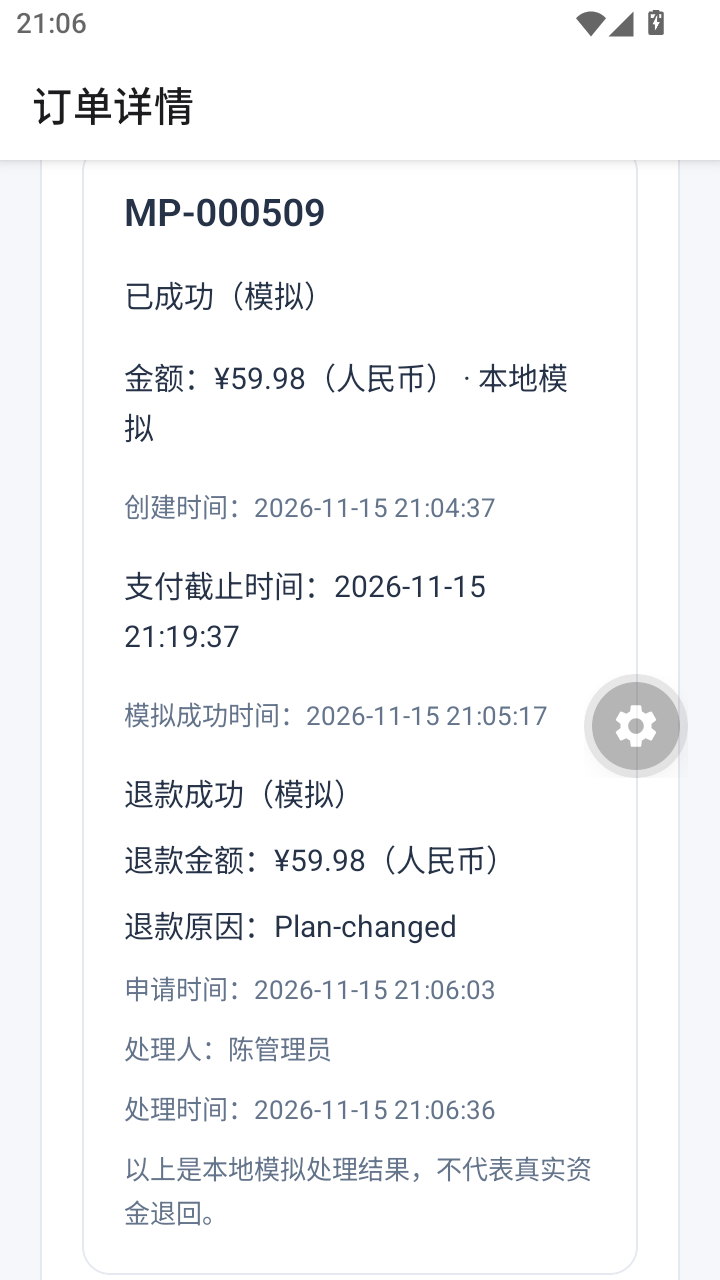 21:06
订单详情
MP-000509
已成功（模拟）
金额：¥59.98（人民币） · 本地模
拟
创建时间：2026-11-15 21:04:37
支付截止时间：2026-11-15
21:19:37
模拟成功时间：2026-11-15 21:05:17
退款成功（模拟）
退款金额：¥59.98（人民币）
退款原因：Plan-changed
申请时间：2026-11-15 21:06:03
处理人：陈管理员
处理时间：2026-11-15 21:06:36
以上是本地模拟处理结果，不代表真实资
金退回。